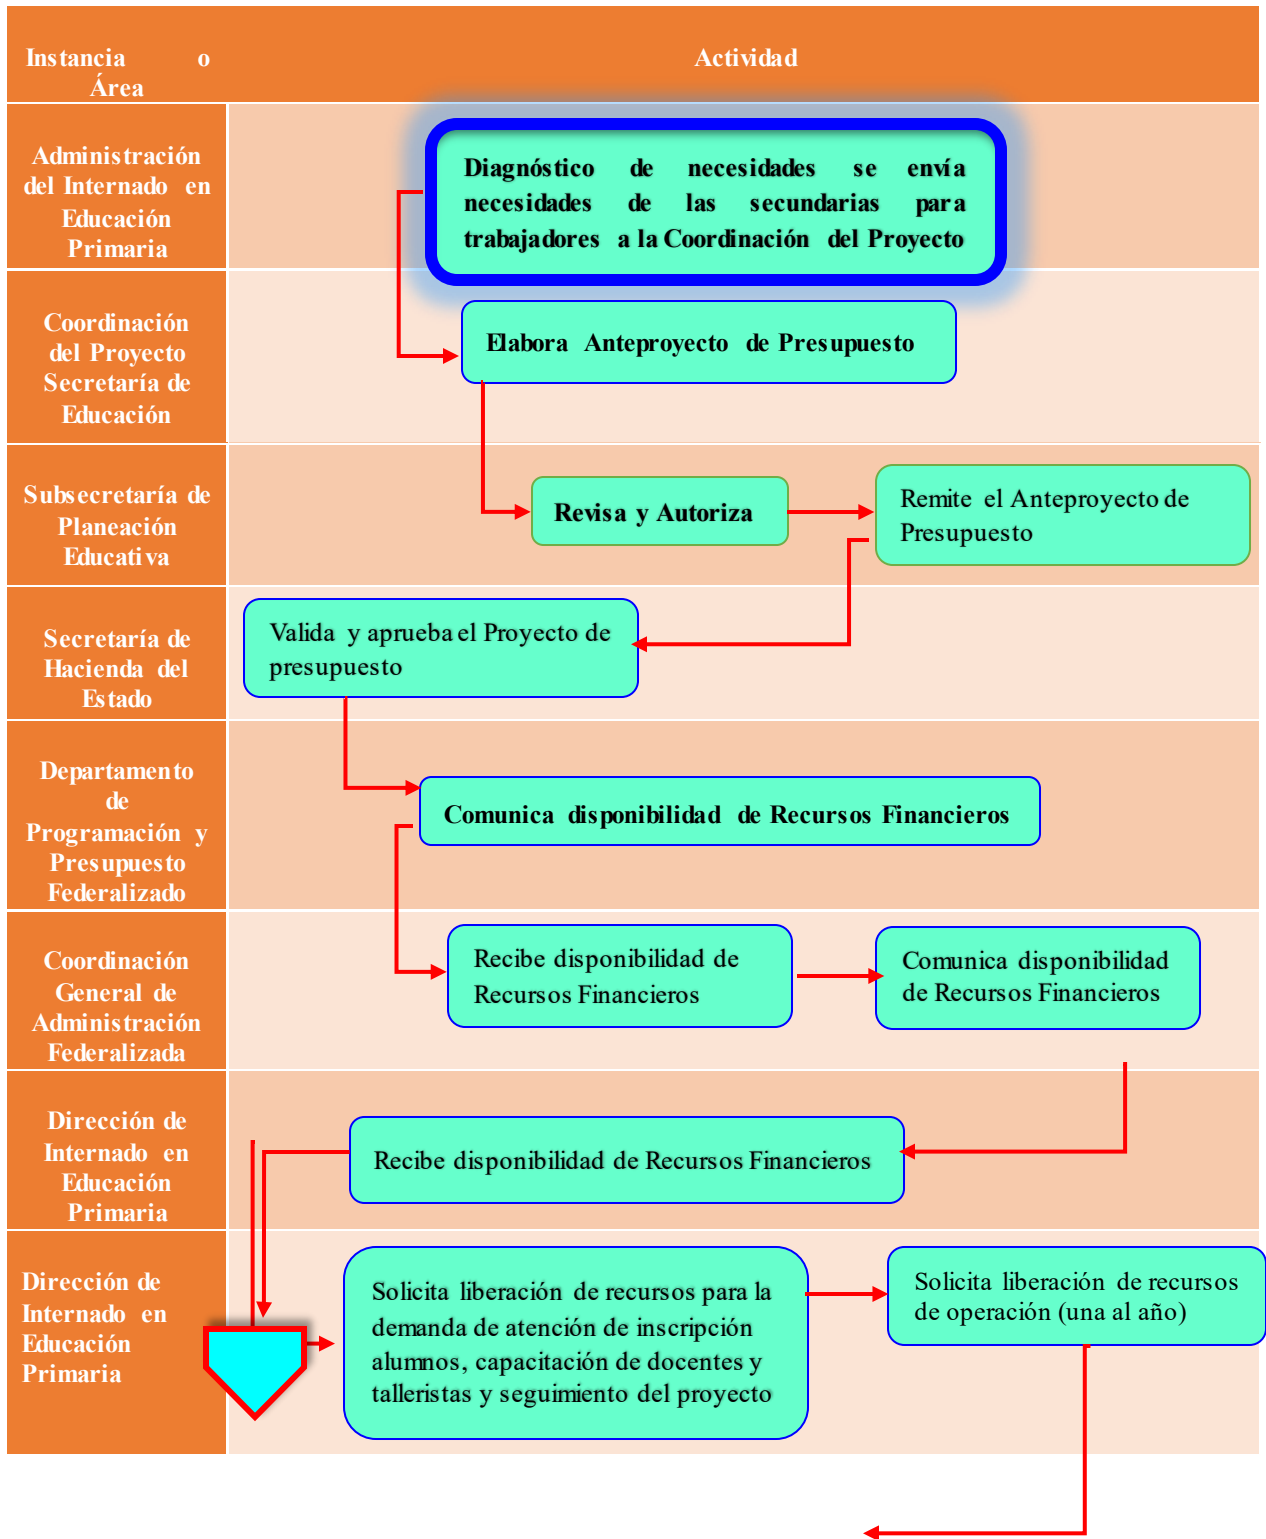 Instancia o
Área
Actividad
Administración
del Internado en
Educación
Primaria
Diagnóstico de necesidades se envía
necesidades de las secundarias para
trabajadores a la Coordinación del Proyecto
Coordinación
del Proyecto
Secretaría de
Educación
Elabora Anteproyecto de Presupuesto
Subsecretaría de
Planeación
Educativa
Revisa y Autoriza
Remite el Anteproyecto de
Presupuesto
Secretaría de
Hacienda del
Estado
Valida y aprueba el Proyecto de
presupuesto
Departamento
de
Programación y
Presupuesto
Federalizado
Comunica disponibilidad de Recursos Financieros
Coordinación
General de
Administración
Federalizada
Recibe disponibilidad de
Recursos Financieros
Comunica disponibilidad
de Recursos Financieros
Dirección de
Internado en
Educación
Primaria
Recibe disponibilidad de Recursos Financieros
Dirección de
Internado en
Educación
Primaria
Solicita liberación de recursos para la
demanda de atención de inscripción
alumnos, capacitación de docentes y
talleristas y seguimiento del proyecto
Solicita liberación de recursos
de operación (una al año)